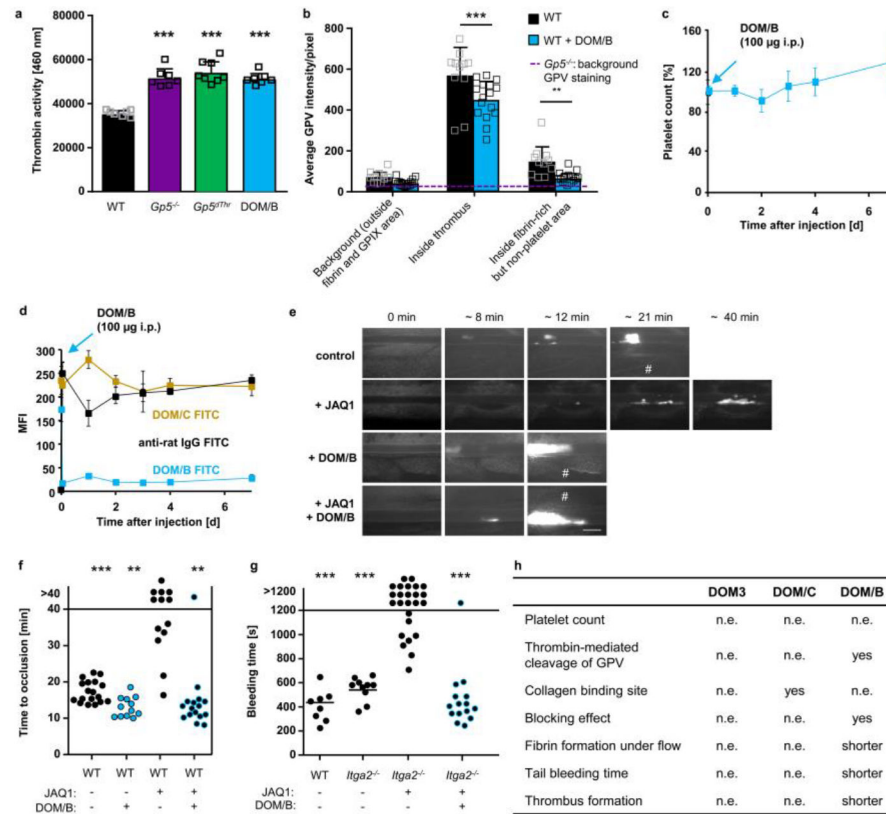 a
Thrombin activity [460 nm]
80000
60000
40000
20000
0
***
***
***
WT
Gp5-/-
Gp5dThr
DOM/B
b
Average GPV intensity/pixel
800
600
400
200
0
***
**
WT
WT + DOM/B
Gp5-/-: background
GPV staining
Background (outside
fibrin and GPIX area)
Inside thrombus
Inside fibrin-rich
but non-platelet area
c
DOM/B
(100 µg i.p.)
Platelet count [%]
160
120
80
40
0
0 2 4 6
Time after injection [d]
d
DOM/B
(100 µg i.p.)
MFI
300
250
200
150
100
50
0
DOM/C FITC
anti-rat IgG FITC
DOM/B FITC
0 2 4 6
Time after injection [d]
e
0 min ~ 8 min ~ 12 min ~ 21 min ~ 40 min
control
#
+ JAQ1
+ DOM/B
#
+ JAQ1
+ DOM/B
#
f
Time to occlusion [min]
>40
40
30
20
10
0
*** ** **
WT WT WT WT
JAQ1: - - + +
DOM/B: - + - +
g
Bleeding time [s]
>1200
1200
1000
800
600
400
200
0
*** *** ***
WT Itga2-/- Itga2-/- Itga2-/-
JAQ1: - - + +
DOM/B: - - - +
h
DOM3 DOM/C DOM/B
Platelet count n.e. n.e. n.e.
Thrombin-mediated
cleavage of GPV n.e. n.e. yes
Collagen binding site n.e. yes n.e.
Blocking effect n.e. n.e. yes
Fibrin formation under flow n.e. n.e. shorter
Tail bleeding time n.e. n.e. shorter
Thrombus formation n.e. n.e. shorter